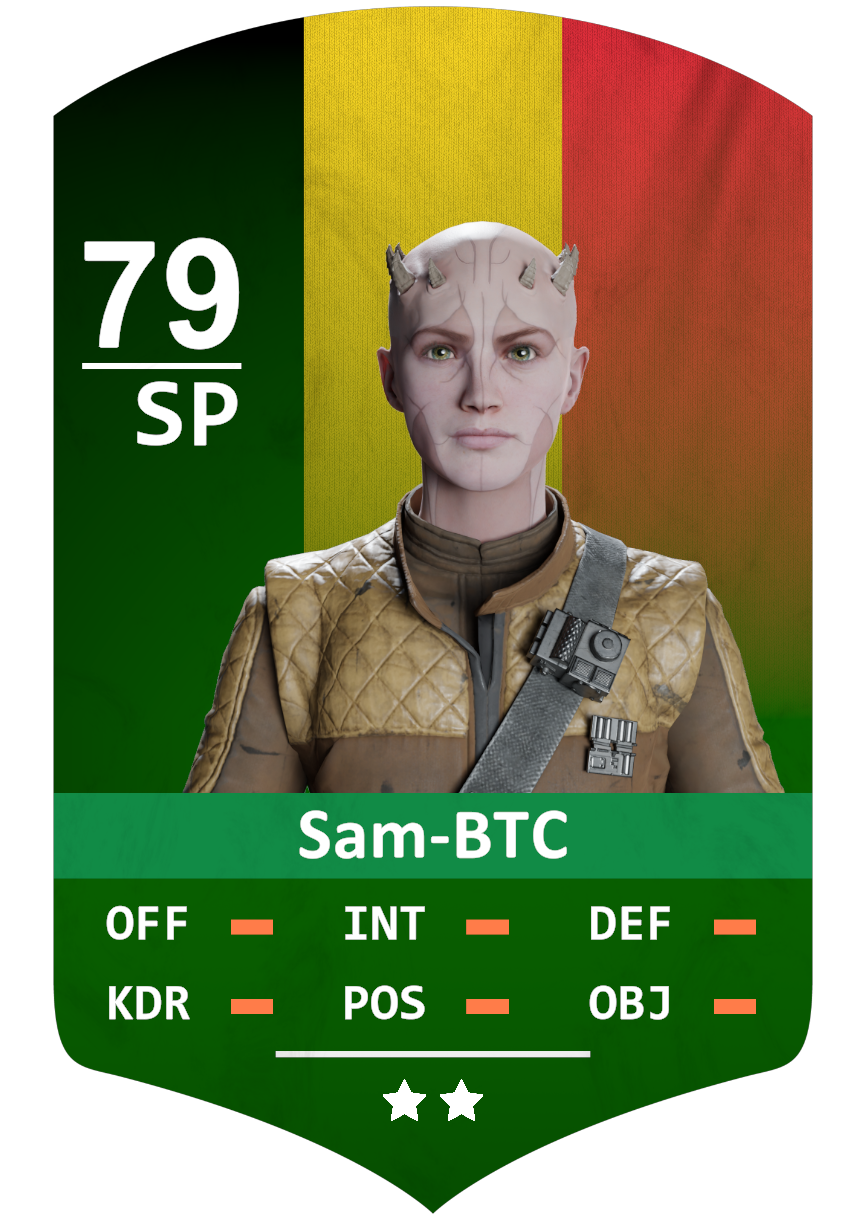 79
SP
Sam-BTC
OFF - INT - DEF -
KDR - POS - OBJ -